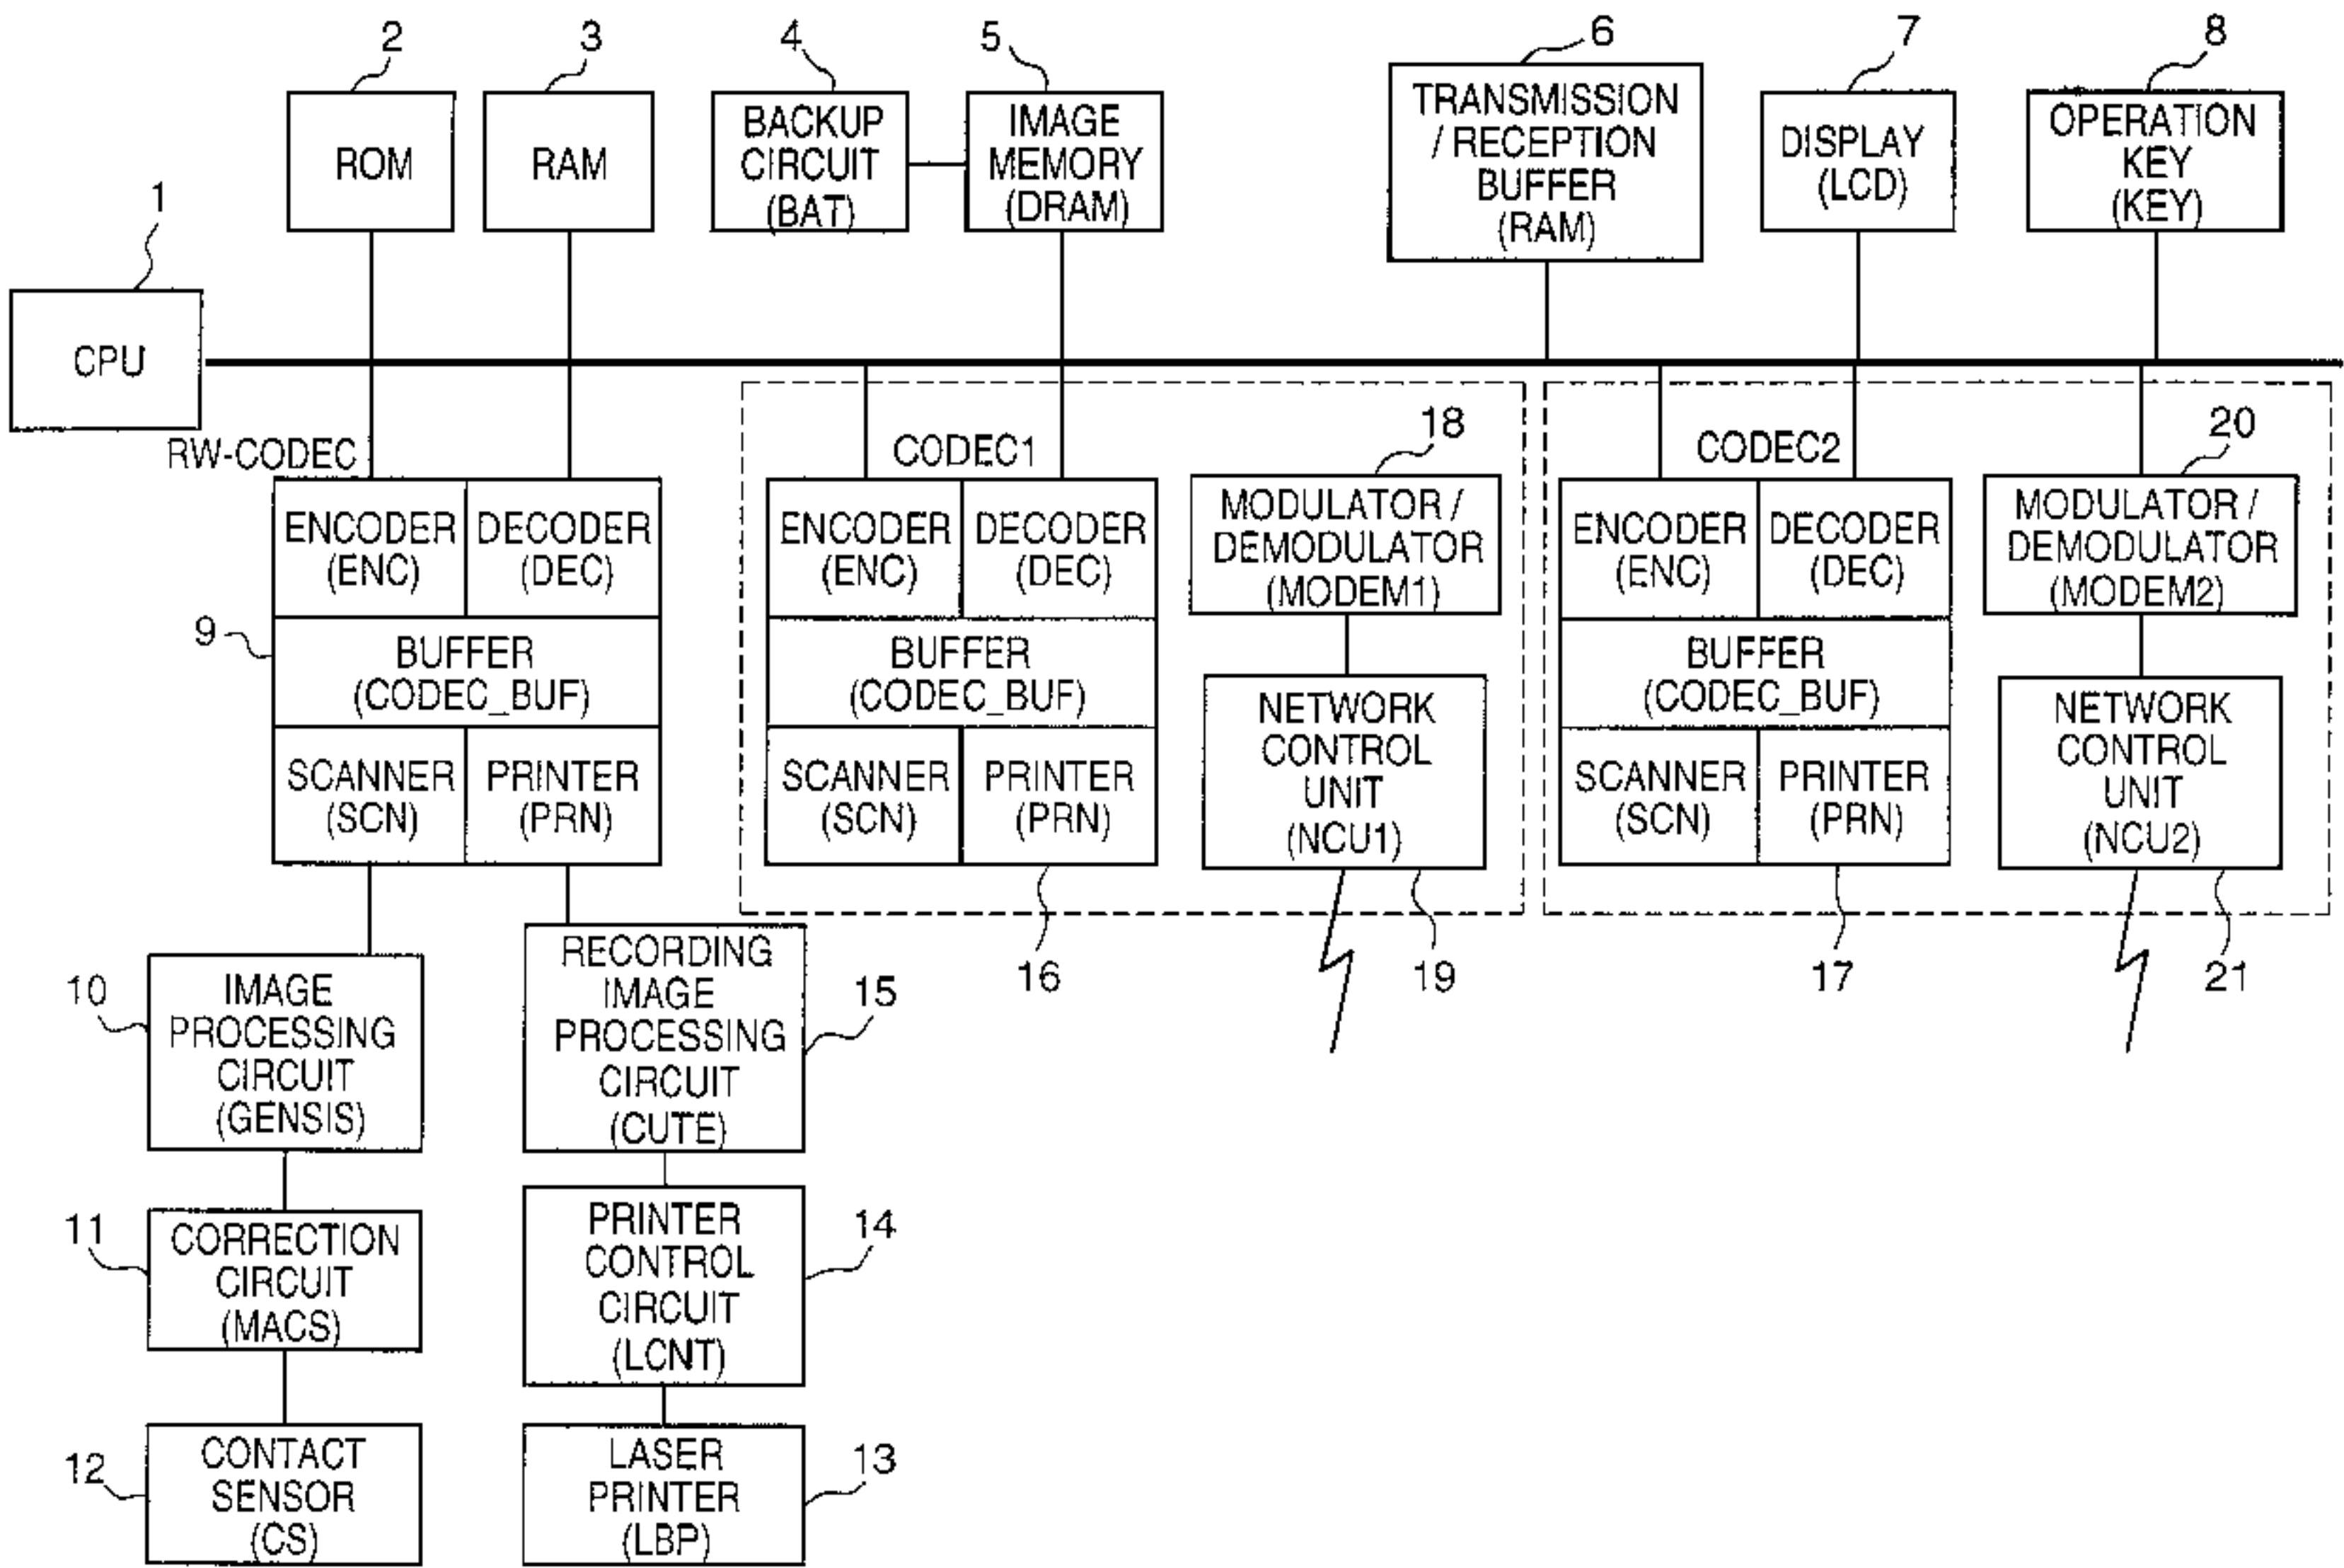 2
3
4
5
6
7
8
ROM
RAM
BACKUP
CIRCUIT
(BAT)
IMAGE
MEMORY
(DRAM)
TRANSMISSION
/ RECEPTION
BUFFER
(RAM)
DISPLAY
(LCD)
OPERATION
KEY
(KEY)
1
CPU
RW-CODEC
CODEC1
18
CODEC2
20
ENCODER
(ENC)
DECODER
(DEC)
9
BUFFER
(CODEC_BUF)
SCANNER
(SCN)
PRINTER
(PRN)
ENCODER
(ENC)
DECODER
(DEC)
BUFFER
(CODEC_BUF)
SCANNER
(SCN)
PRINTER
(PRN)
MODULATOR /
DEMODULATOR
(MODEM1)
NETWORK
CONTROL
UNIT
(NCU1)
ENCODER
(ENC)
DECODER
(DEC)
BUFFER
(CODEC_BUF)
SCANNER
(SCN)
PRINTER
(PRN)
MODULATOR /
DEMODULATOR
(MODEM2)
NETWORK
CONTROL
UNIT
(NCU2)
16
19
17
21
10
IMAGE
PROCESSING
CIRCUIT
(GENSIS)
RECORDING
IMAGE
PROCESSING
CIRCUIT
(CUTE)
15
11
CORRECTION
CIRCUIT
(MACS)
PRINTER
CONTROL
CIRCUIT
(LCNT)
14
12
CONTACT
SENSOR
(CS)
LASER
PRINTER
(LBP)
13